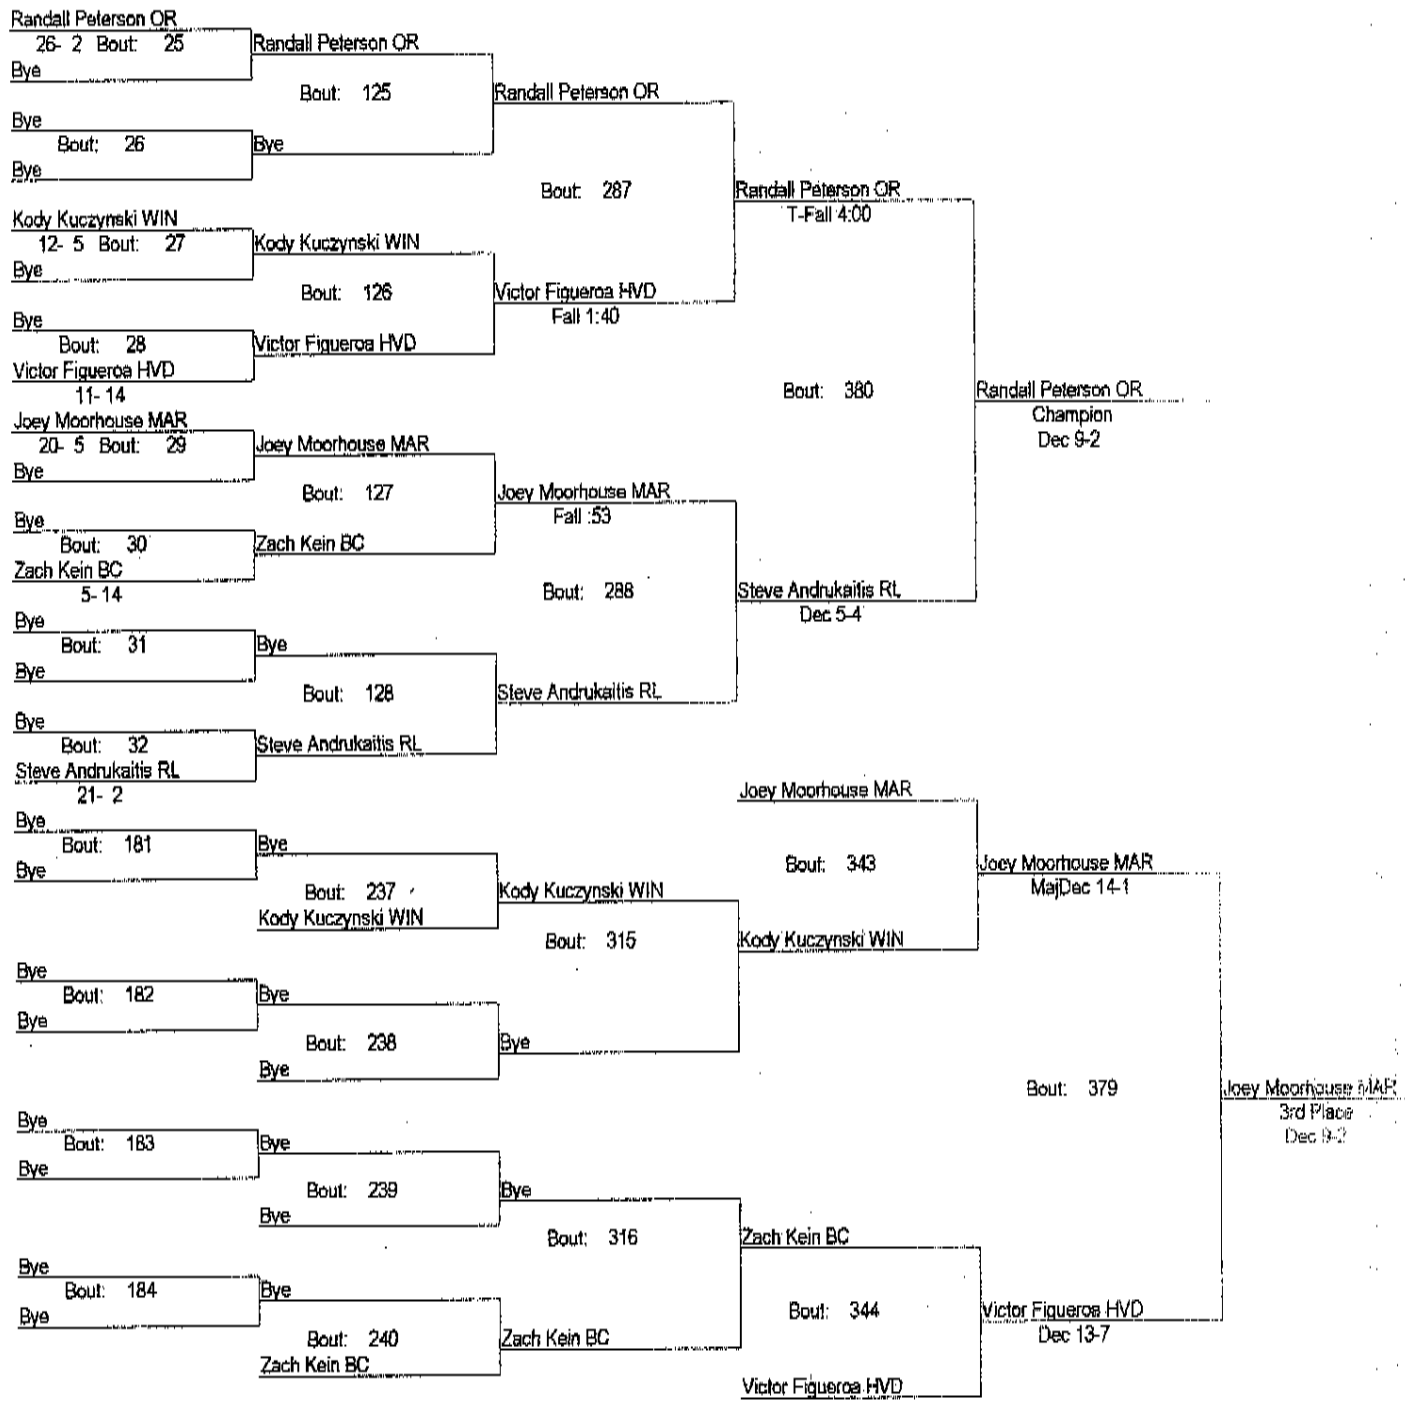 Randall Peterson OR
26- 2 Bout: 25
Bye
Randall Peterson OR
Bout: 125
Bye
Bout: 26
Bye
Bye
Randall Peterson OR
Bout: 287
Kody Kuczynski WIN
12- 5 Bout: 27
Bye
Kody Kuczynski WIN
Bout: 126
Bye
Bout: 28
Victor Figueroa HVD
11- 14
Victor Figueroa HVD
Victor Figueroa HVD
Fall 1:40
Randall Peterson OR
T-Fall 4:00
Bout: 380
Randall Peterson OR
Champion
Dec 9-2
Joey Moorhouse MAR
20- 5 Bout: 29
Bye
Joey Moorhouse MAR
Bout: 127
Bye
Bout: 30
Zach Kein BC
5- 14
Zach Kein BC
Joey Moorhouse MAR
Fall :53
Bout: 288
Steve Andrukaitis RL
Dec 5-4
Bye
Bout: 31
Bye
Bye
Bout: 128
Bye
Bout: 32
Steve Andrukaitis RL
21- 2
Steve Andrukaitis RL
Steve Andrukaitis RL
Bye
Bout: 181
Bye
Bye
Bout: 237
Kody Kuczynski WIN
Kody Kuczynski WIN
Bout: 315
Joey Moorhouse MAR
Bout: 343
Kody Kuczynski WIN
Joey Moorhouse MAR
MajDec 14-1
Bye
Bout: 182
Bye
Bye
Bout: 238
Bye
Bye
Bout: 379
Joey Moorhouse MAR
3rd Place
Dec 9-2
Bye
Bout: 183
Bye
Bye
Bout: 239
Bye
Bye
Bout: 316
Zach Kein BC
Bout: 344
Victor Figueroa HVD
Victor Figueroa HVD
Dec 13-7
Bye
Bout: 184
Bye
Bye
Bout: 240
Zach Kein BC
Zach Kein BC